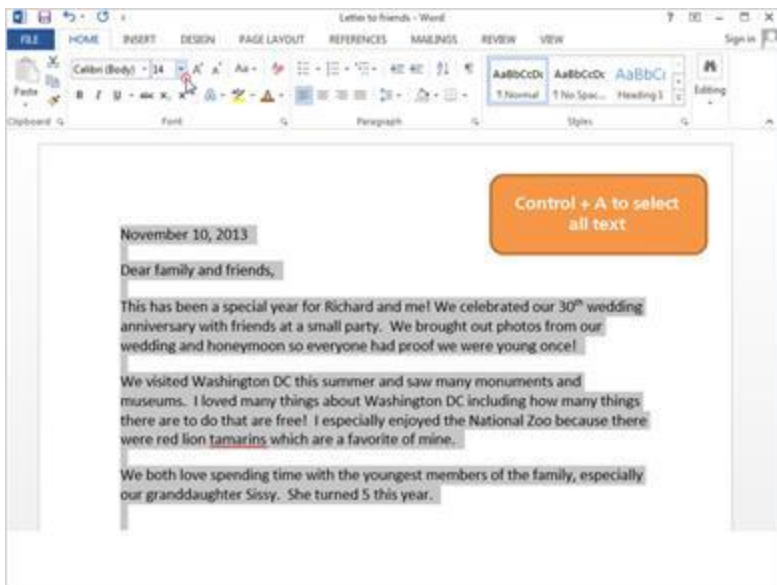 Letter to friends - Word
FILE HOME INSERT DESIGN PAGE LAYOUT REFERENCES MAILINGS REVIEW VIEW Sign in
Calibri (Body) 14 Aa
Paste B I U abc x, x A
AaBbCcDc AaBbCcDc AaBbCc
¶ Normal ¶ No Spac... Heading 1 Editing
Clipboard Font Paragraph Styles
Control + A to select
all text
November 10, 2013
Dear family and friends,
This has been a special year for Richard and me! We celebrated our 30th wedding
anniversary with friends at a small party. We brought out photos from our
wedding and honeymoon so everyone had proof we were young once!
We visited Washington DC this summer and saw many monuments and
museums. I loved many things about Washington DC including how many things
there are to do that are free! I especially enjoyed the National Zoo because there
were red lion tamarins which are a favorite of mine.
We both love spending time with the youngest members of the family, especially
our granddaughter Sissy. She turned 5 this year.